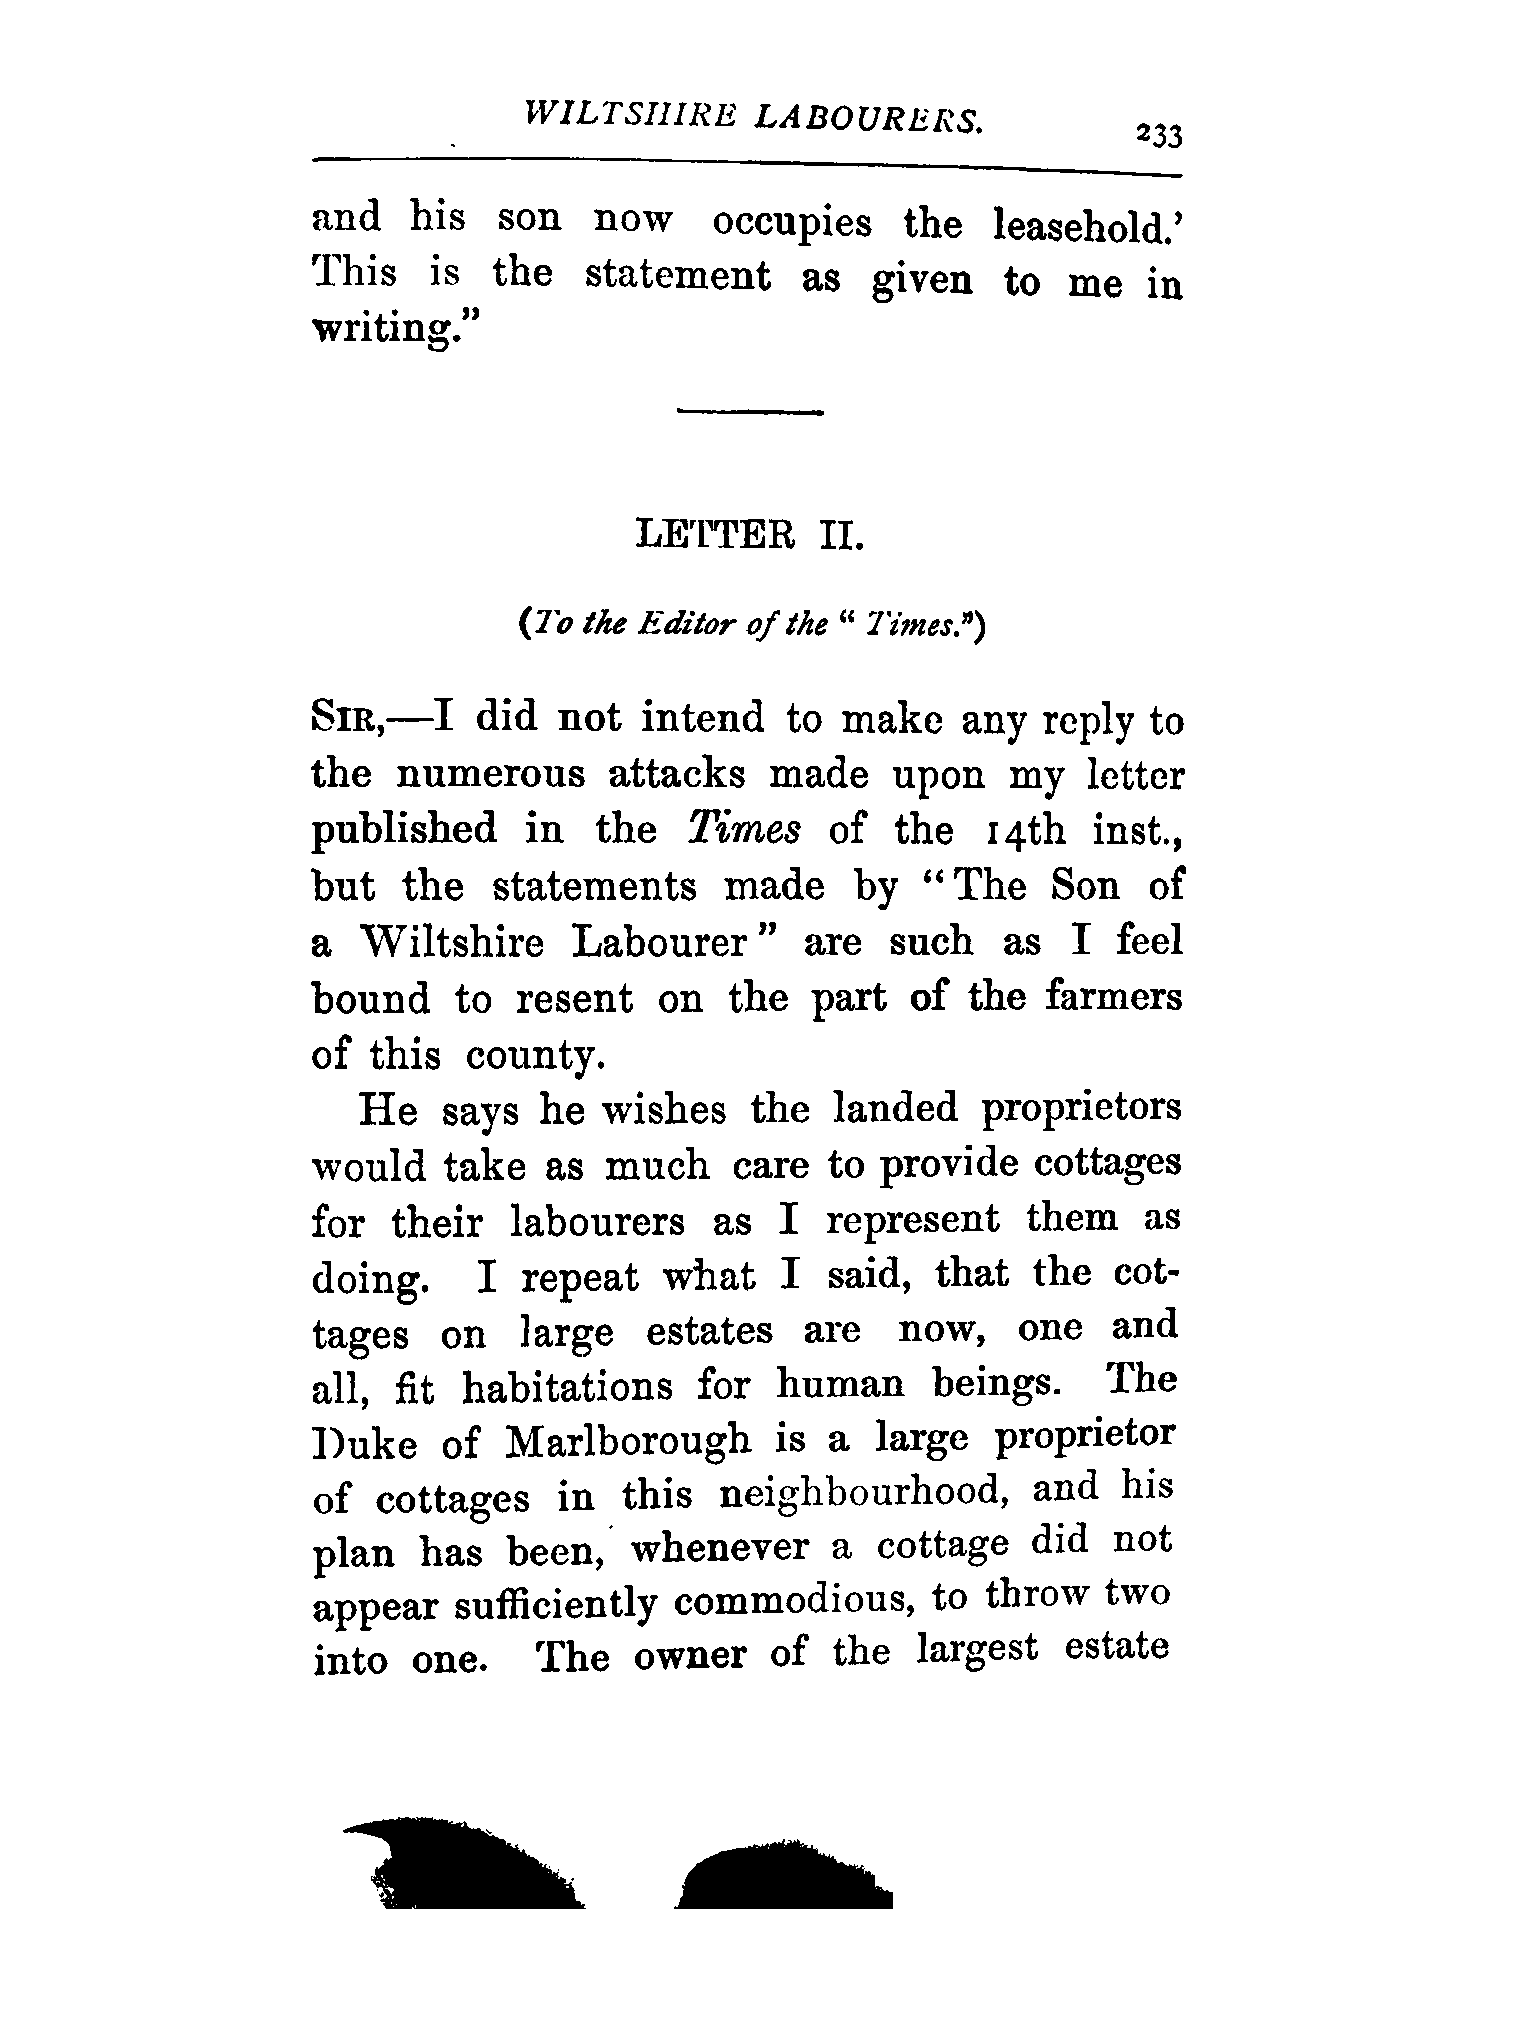 WILTSHIRE LABOURERS. 233
and his son now occupies the leasehold.’
This is the statement as given to me in
writing.”
LETTER II.
(To the Editor of the “Times.”)
SIR,—I did not intend to make any reply to
the numerous attacks made upon my letter
published in the Times of the 14th inst.,
but the statements made by “The Son of
a Wiltshire Labourer” are such as I feel
bound to resent on the part of the farmers
of this county.
He says he wishes the landed proprietors
would take as much care to provide cottages
for their labourers as I represent them as
doing. I repeat what I said, that the cot-
tages on large estates are now, one and
all, fit habitations for human beings. The
Duke of Marlborough is a large proprietor
of cottages in this neighbourhood, and his
plan has been, whenever a cottage did not
appear sufficiently commodious, to throw two
into one. The owner of the largest estate